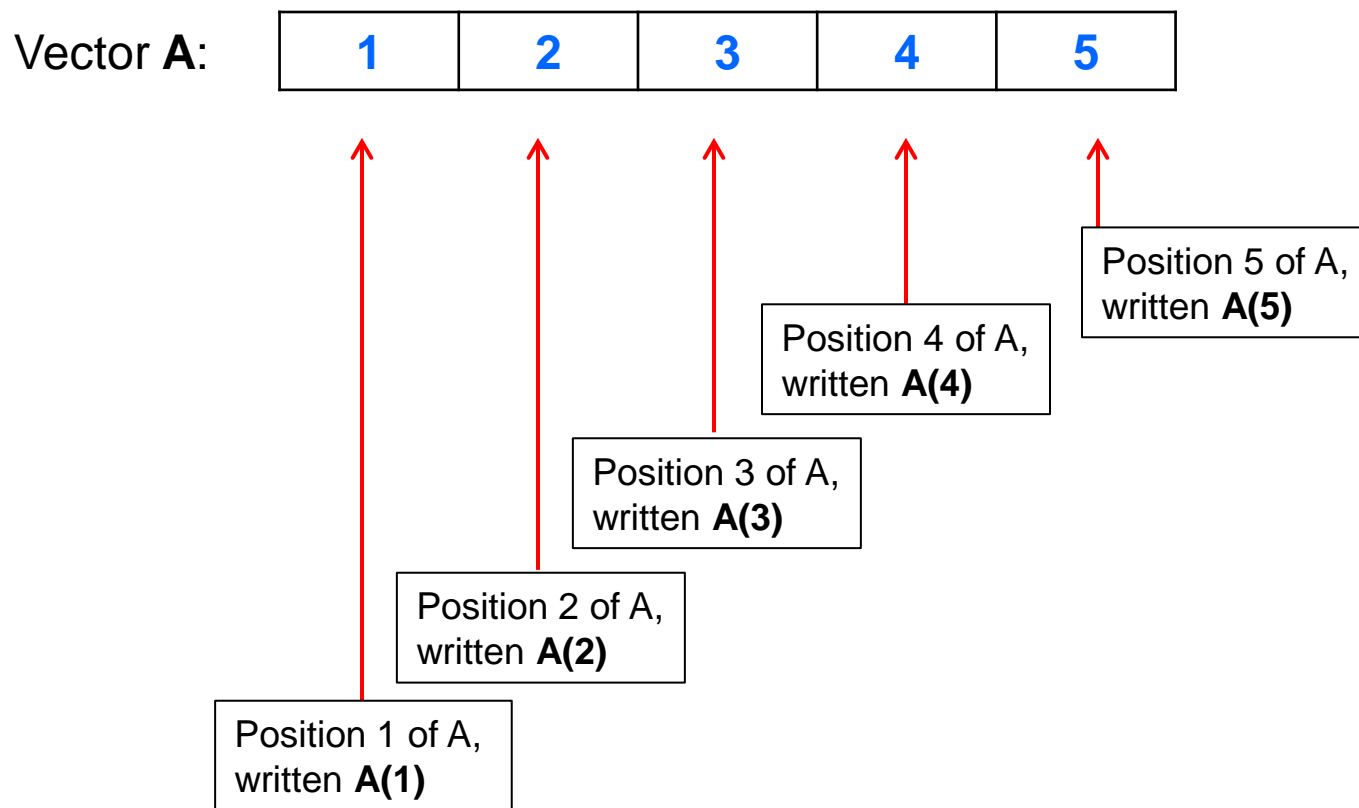 Vector A: 1 2 3 4 5
Position 5 of A,
written A(5)
Position 4 of A,
written A(4)
Position 3 of A,
written A(3)
Position 2 of A,
written A(2)
Position 1 of A,
written A(1)